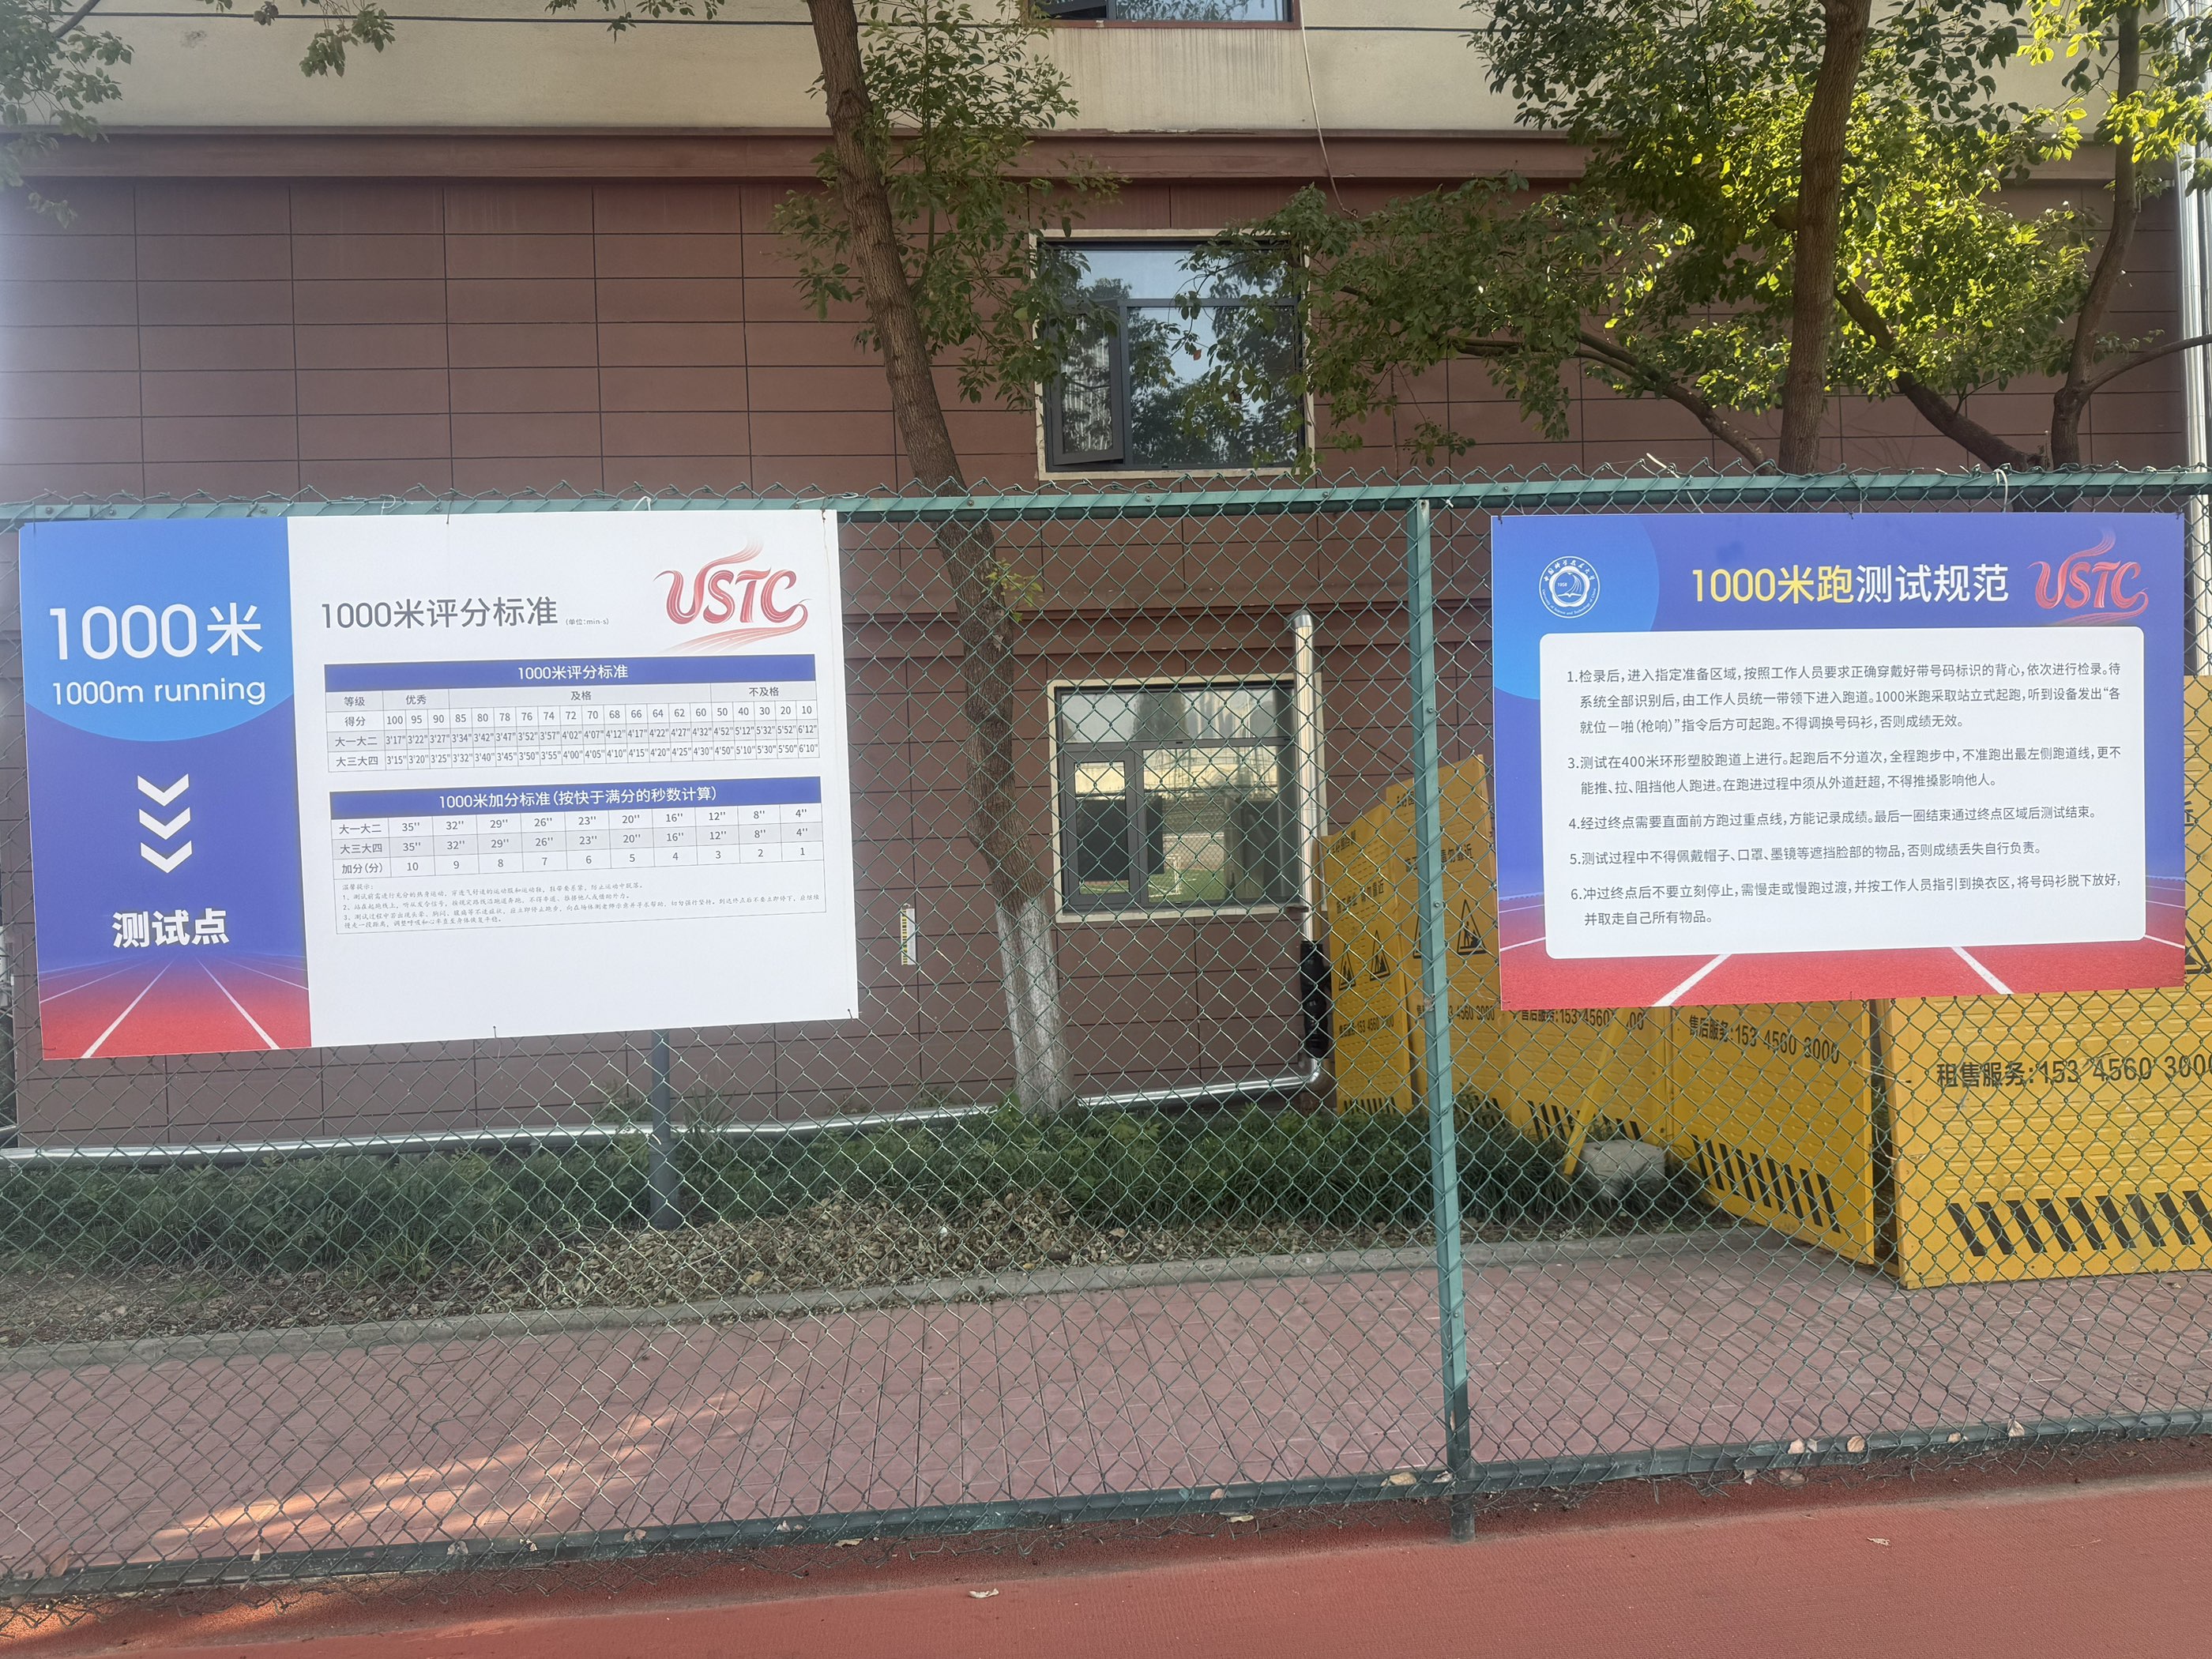 1000米
1000m running
测试点
1000米评分标准 (单位:min·s)
USTC
1000米评分标准
等级 优秀 及格 不及格
得分 100 95 90 85 80 78 76 74 72 70 68 66 64 62 60 50 40 30 20 10
大一大二 3'17" 3'22" 3'27" 3'34" 3'42" 3'47" 3'52" 3'57" 4'02" 4'07" 4'12" 4'17" 4'22" 4'27" 4'32" 4'52" 5'12" 5'32" 5'52" 6'12"
大三大四 3'15" 3'20" 3'25" 3'32" 3'40" 3'45" 3'50" 3'55" 4'00" 4'05" 4'10" 4'15" 4'20" 4'25" 4'30" 4'50" 5'10" 5'30" 5'50" 6'10"
1000米加分标准(按快于满分的秒数计算)
大一大二 35'' 32'' 29'' 26'' 23'' 20'' 16'' 12'' 8'' 4''
大三大四 35'' 32'' 29'' 26'' 23'' 20'' 16'' 12'' 8'' 4''
加分(分) 10 9 8 7 6 5 4 3 2 1
温馨提示:
1000米跑测试规范
USTC
1.检录后,进入指定准备区域,按照工作人员要求正确穿戴好带号码标识的背心,依次进行检录。待
系统全部识别后,由工作人员统一带领下进入跑道。1000米跑采取站立式起跑,听到设备发出“各
就位—啪(枪响)”指令后方可起跑。不得调换号码衫,否则成绩无效。
3.测试在400米环形塑胶跑道上进行。起跑后不分道次,全程跑步中,不准跑出最左侧跑道线,更不
能推、拉、阻挡他人跑进。在跑进过程中须从外道赶超,不得推搡影响他人。
4.经过终点需要直面前方跑过重点线,方能记录成绩。最后一圈结束通过终点区域后测试结束。
5.测试过程中不得佩戴帽子、口罩、墨镜等遮挡脸部的物品,否则成绩丢失自行负责。
6.冲过终点后不要立刻停止,需慢走或慢跑过渡,并按工作人员指引到换衣区,将号码衫脱下放好,
并取走自己所有物品。
售后服务:153 4560 3000
租售服务:153 4560 3000